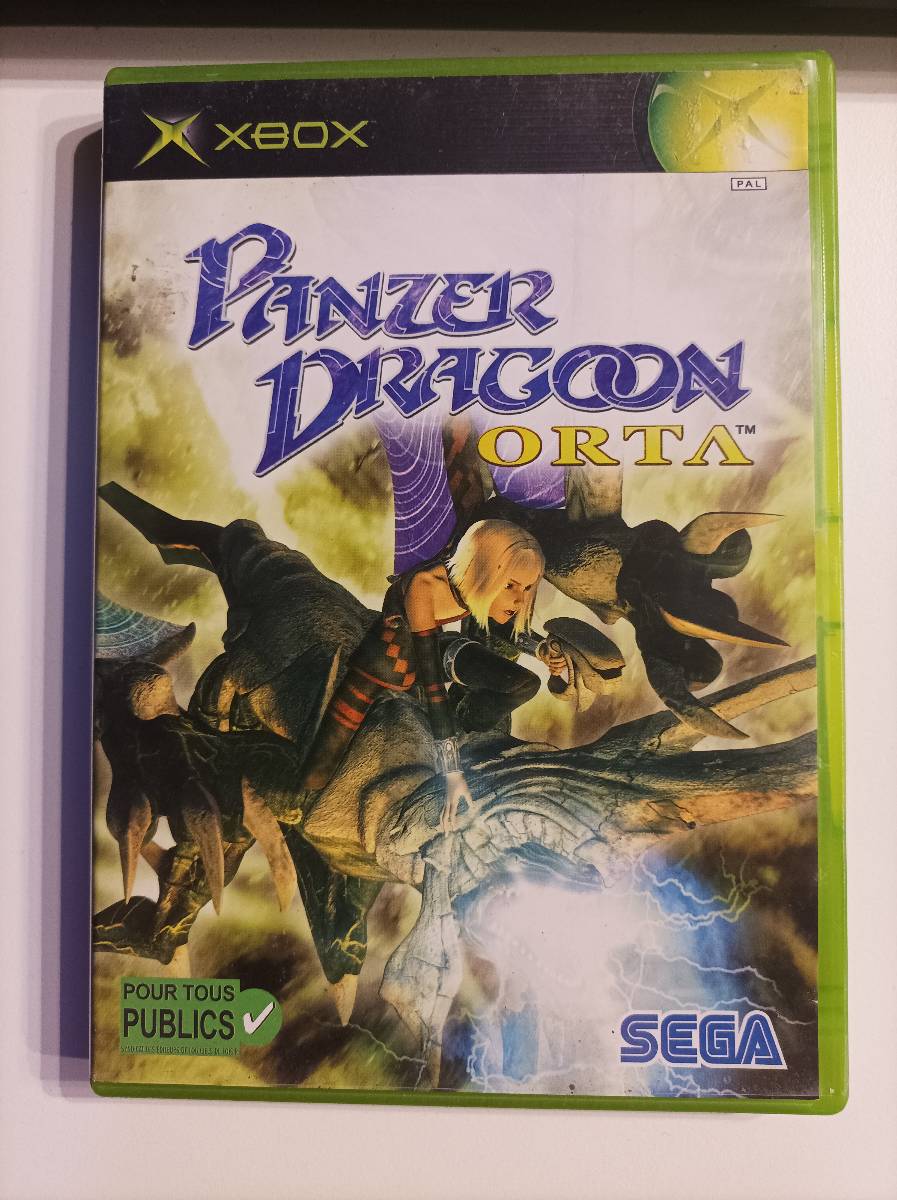 XBOX
PAL
PANZER
DRAGOON
ORTA™
POUR TOUS
PUBLICS
SEGA